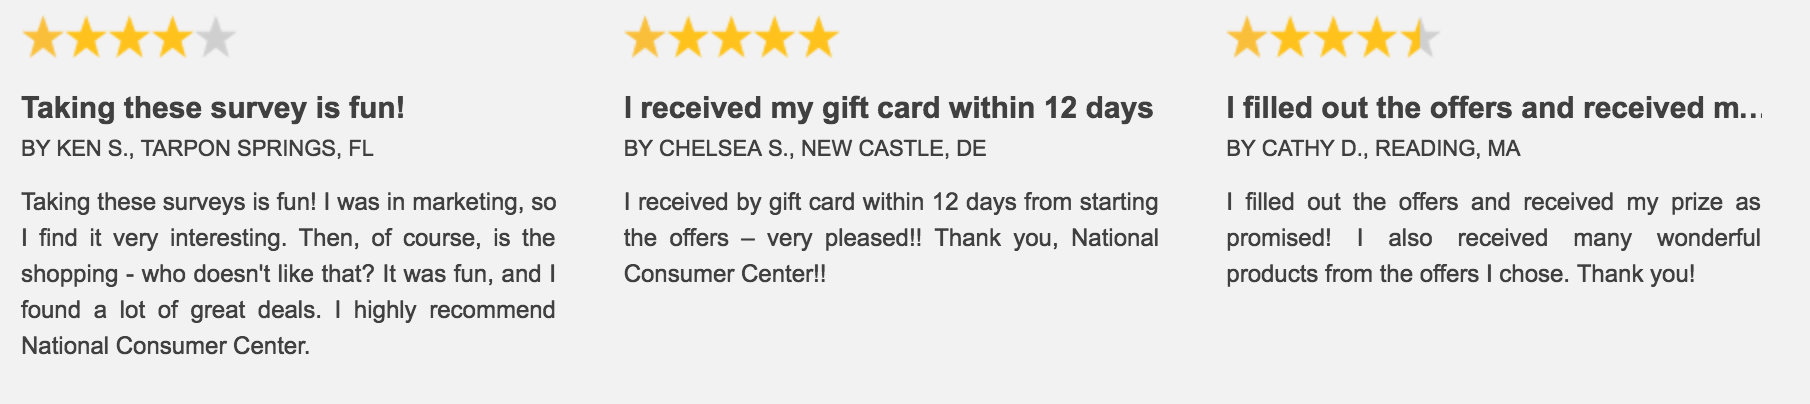 Taking these survey is fun!
BY KEN S., TARPON SPRINGS, FL
Taking these surveys is fun! I was in marketing, so
I find it very interesting. Then, of course, is the
shopping - who doesn't like that? It was fun, and I
found a lot of great deals. I highly recommend
National Consumer Center.
I received my gift card within 12 days
BY CHELSEA S., NEW CASTLE, DE
I received by gift card within 12 days from starting
the offers – very pleased!! Thank you, National
Consumer Center!!
I filled out the offers and received m...
BY CATHY D., READING, MA
I filled out the offers and received my prize as
promised! I also received many wonderful
products from the offers I chose. Thank you!